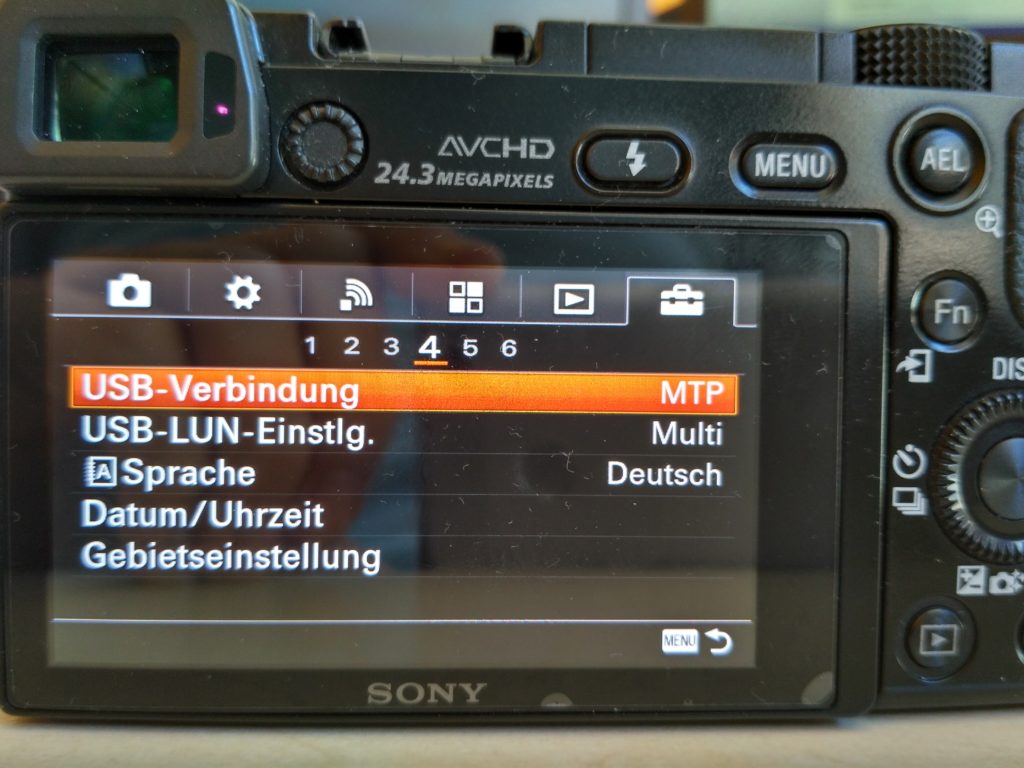 AVCHD
24.3 MEGAPIXELS
MENU
AEL
Fn
1 2 3 4 5 6
USB-Verbindung MTP
USB-LUN-Einstlg. Multi
A Sprache Deutsch
Datum/Uhrzeit
Gebietseinstellung
MENU
SONY